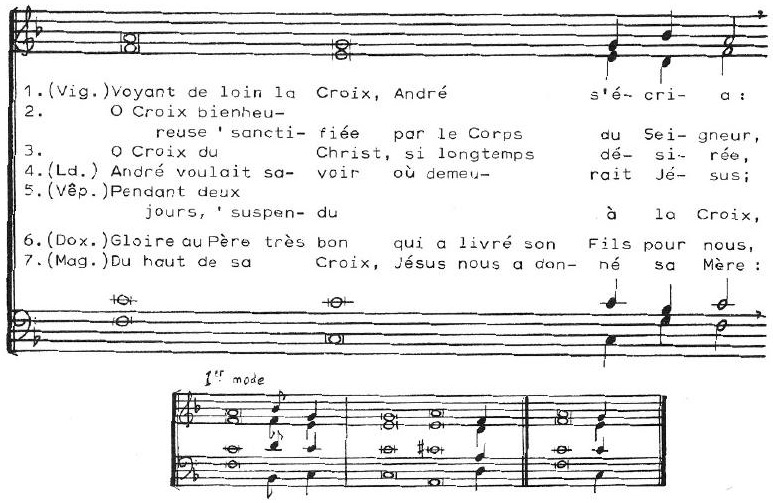 1.(Vig.)Voyant de loin la Croix, André s'é- cri- a :
2. O Croix bienheu-
reuse ' sancti- fiée par le Corps du Sei- gneur,
3. O Croix du Christ, si longtemps dé- si- rée,
4.(Ld.) André voulait sa- voir où demeu- rait Jé- sus;
5.(Vêp.)Pendant deux
jours, ' suspen- du à la Croix,
6.(Dox.)Gloire au Père très bon qui a livré son Fils pour nous,
7.(Mag.)Du haut de sa Croix, Jésus nous a don- né sa Mère :
1er mode